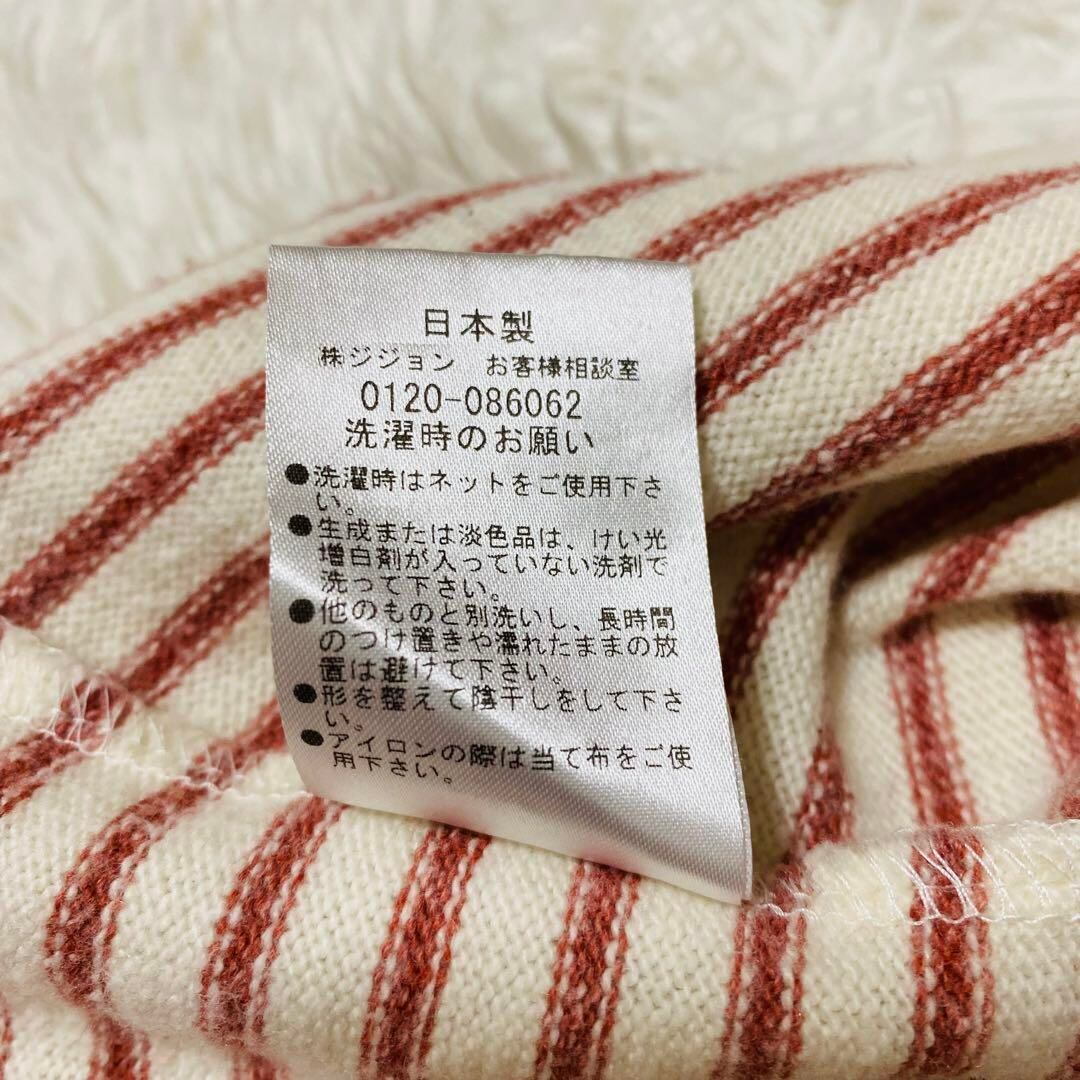 日本製
㈱ジジョン　お客様相談室
0120-086062
洗濯時のお願い
●洗濯時はネットをご使用下さ
い。
●生成または淡色品は、けい光
増白剤が入っていない洗剤で
洗って下さい。
●他のものと別洗いし、長時間
のつけ置きや濡れたままの放
置は避けて下さい。
●形を整えて陰干しをして下さ
い。
●アイロンの際は当て布をご使
用下さい。